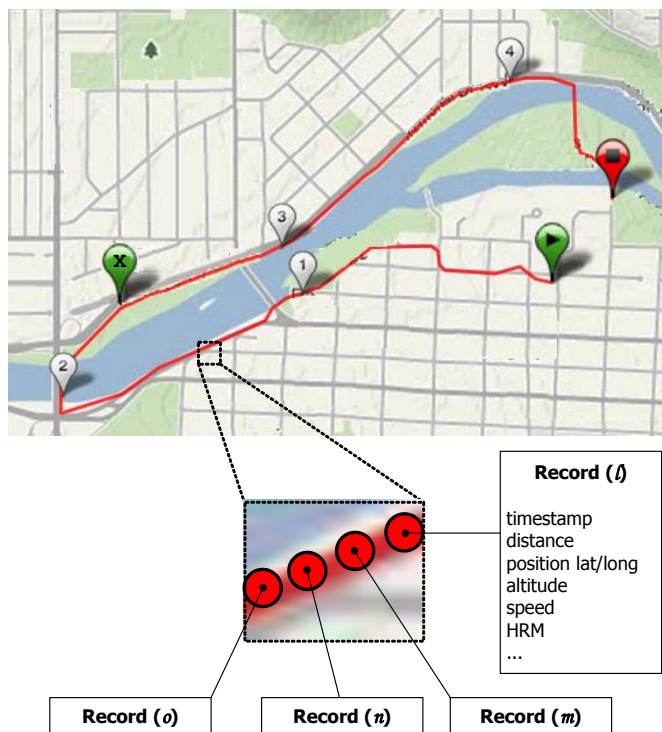 4
3
X
1
2
Record (l)
timestamp
distance
position lat/long
altitude
speed
HRM
...
Record (o)
Record (n)
Record (m)